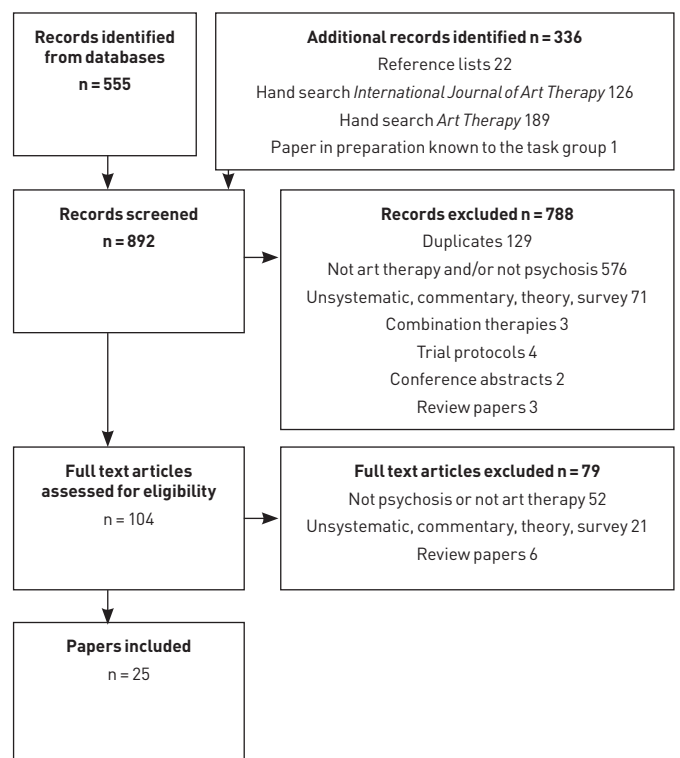 Records identified
from databases
n = 555
Additional records identified n = 336
Reference lists 22
Hand search International Journal of Art Therapy 126
Hand search Art Therapy 189
Paper in preparation known to the task group 1
Records screened
n = 892
Records excluded n = 788
Duplicates 129
Not art therapy and/or not psychosis 576
Unsystematic, commentary, theory, survey 71
Combination therapies 3
Trial protocols 4
Conference abstracts 2
Review papers 3
Full text articles
assessed for eligibility
n = 104
Full text articles excluded n = 79
Not psychosis or not art therapy 52
Unsystematic, commentary, theory, survey 21
Review papers 6
Papers included
n = 25